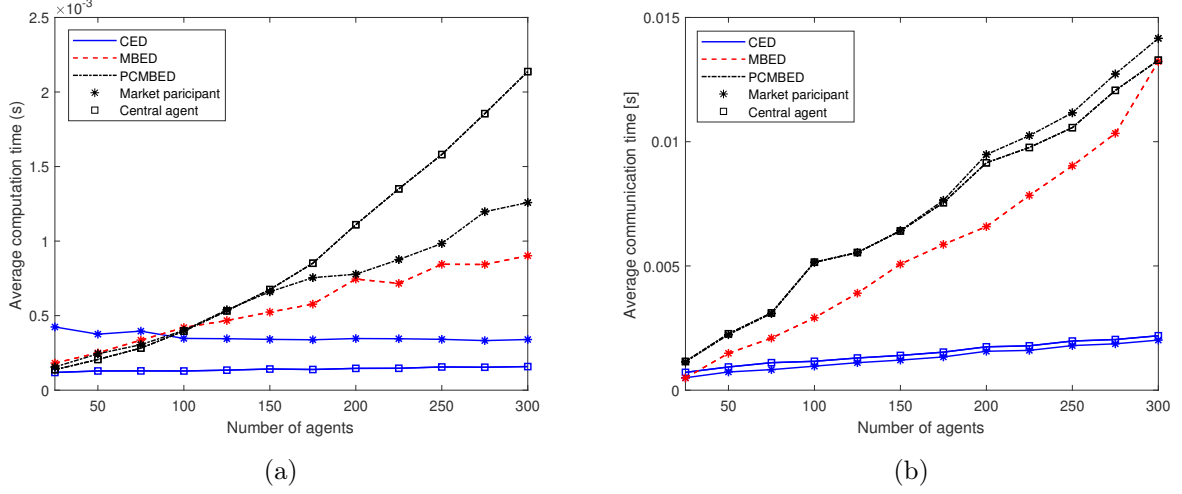 ×10⁻³
2.5
2
1.5
1
0.5
0
50 100 150 200 250 300
Number of agents
Average computation time (s)
CED
MBED
PCMBED
Market paricipant
Central agent
(a)
0.015
0.01
0.005
0
50 100 150 200 250 300
Number of agents
Average communication time [s]
CED
MBED
PCMBED
Market paricipant
Central agent
(b)